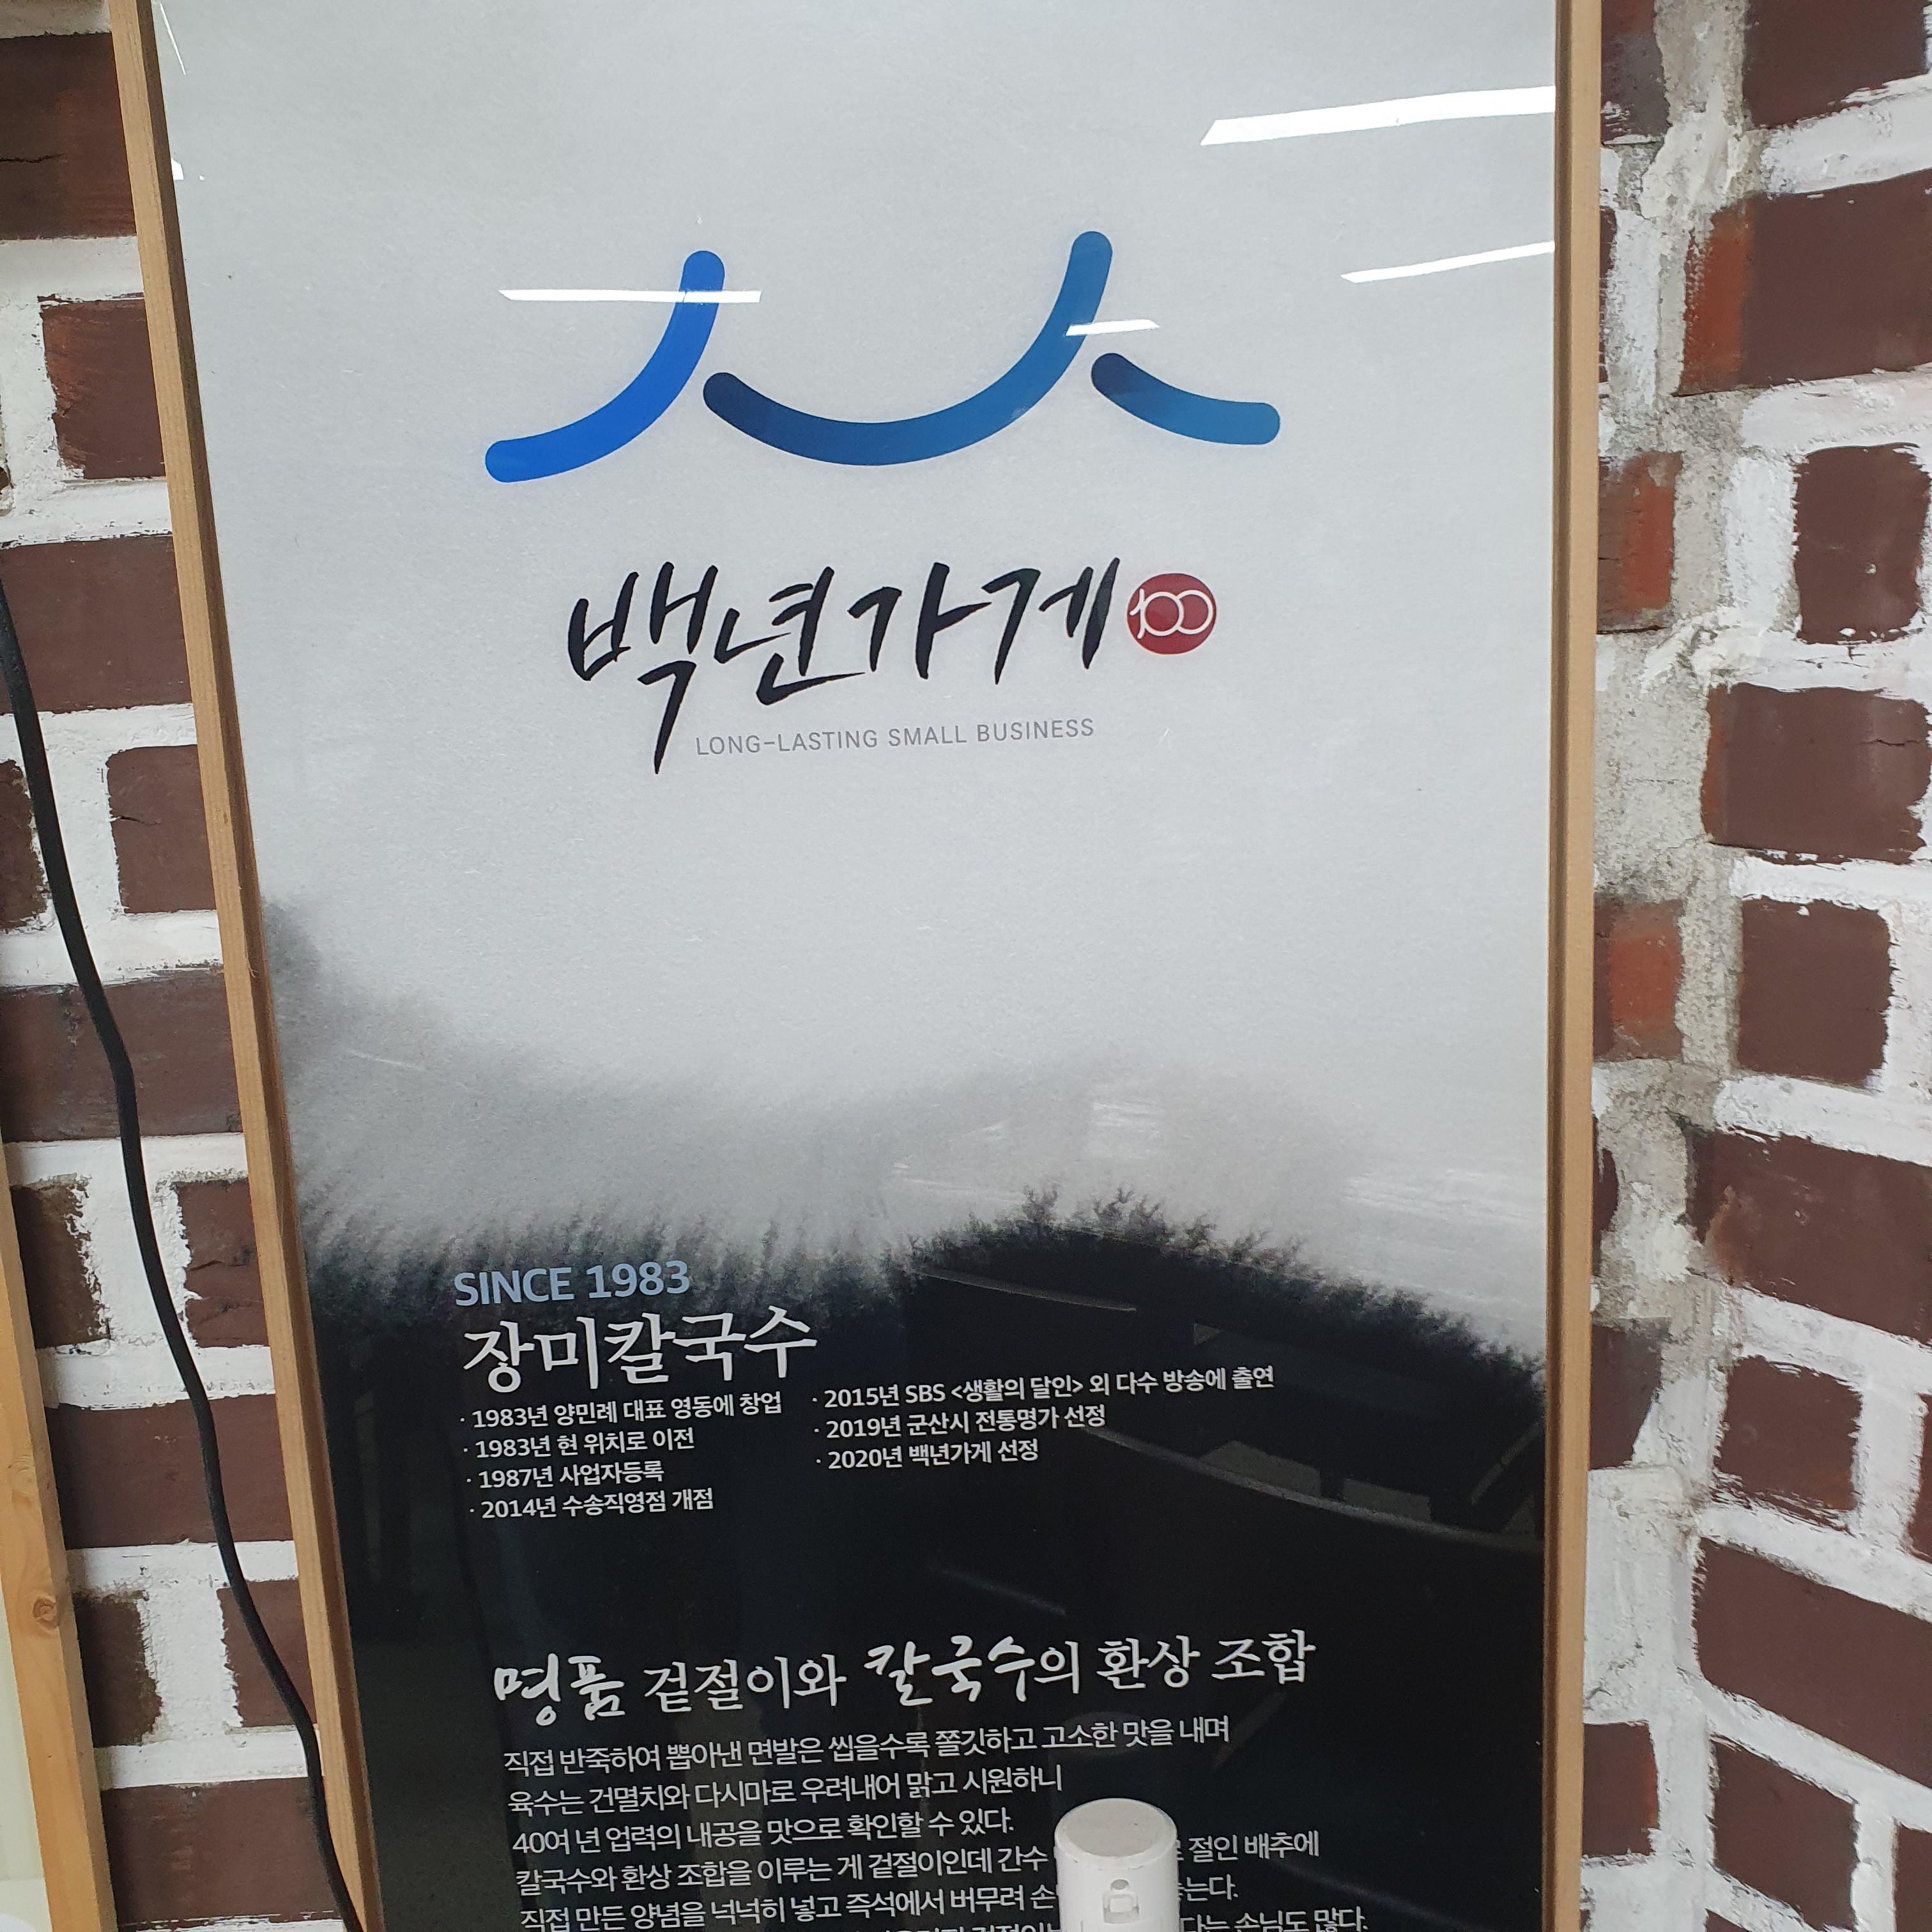 백년가게 100
LONG-LASTING SMALL BUSINESS
SINCE 1983
장미칼국수
· 1983년 양민례 대표 영동에 창업
· 1983년 현 위치로 이전
· 1987년 사업자등록
· 2014년 수송직영점 개점
· 2015년 SBS <생활의 달인> 외 다수 방송에 출연
· 2019년 군산시 전통명가 선정
· 2020년 백년가게 선정
명품 겉절이와 칼국수의 환상 조합
직접 반죽하여 뽑아낸 면발은 씹을수록 쫄깃하고 고소한 맛을 내며
육수는 건멸치와 다시마로 우려내어 맑고 시원하니
40여 년 업력의 내공을 맛으로 확인할 수 있다.
칼국수와 환상 조합을 이루는 게 겉절이인데 간수 절인 배추에
직접 만든 양념을 넉넉히 넣고 즉석에서 버무려
손님도 많다.